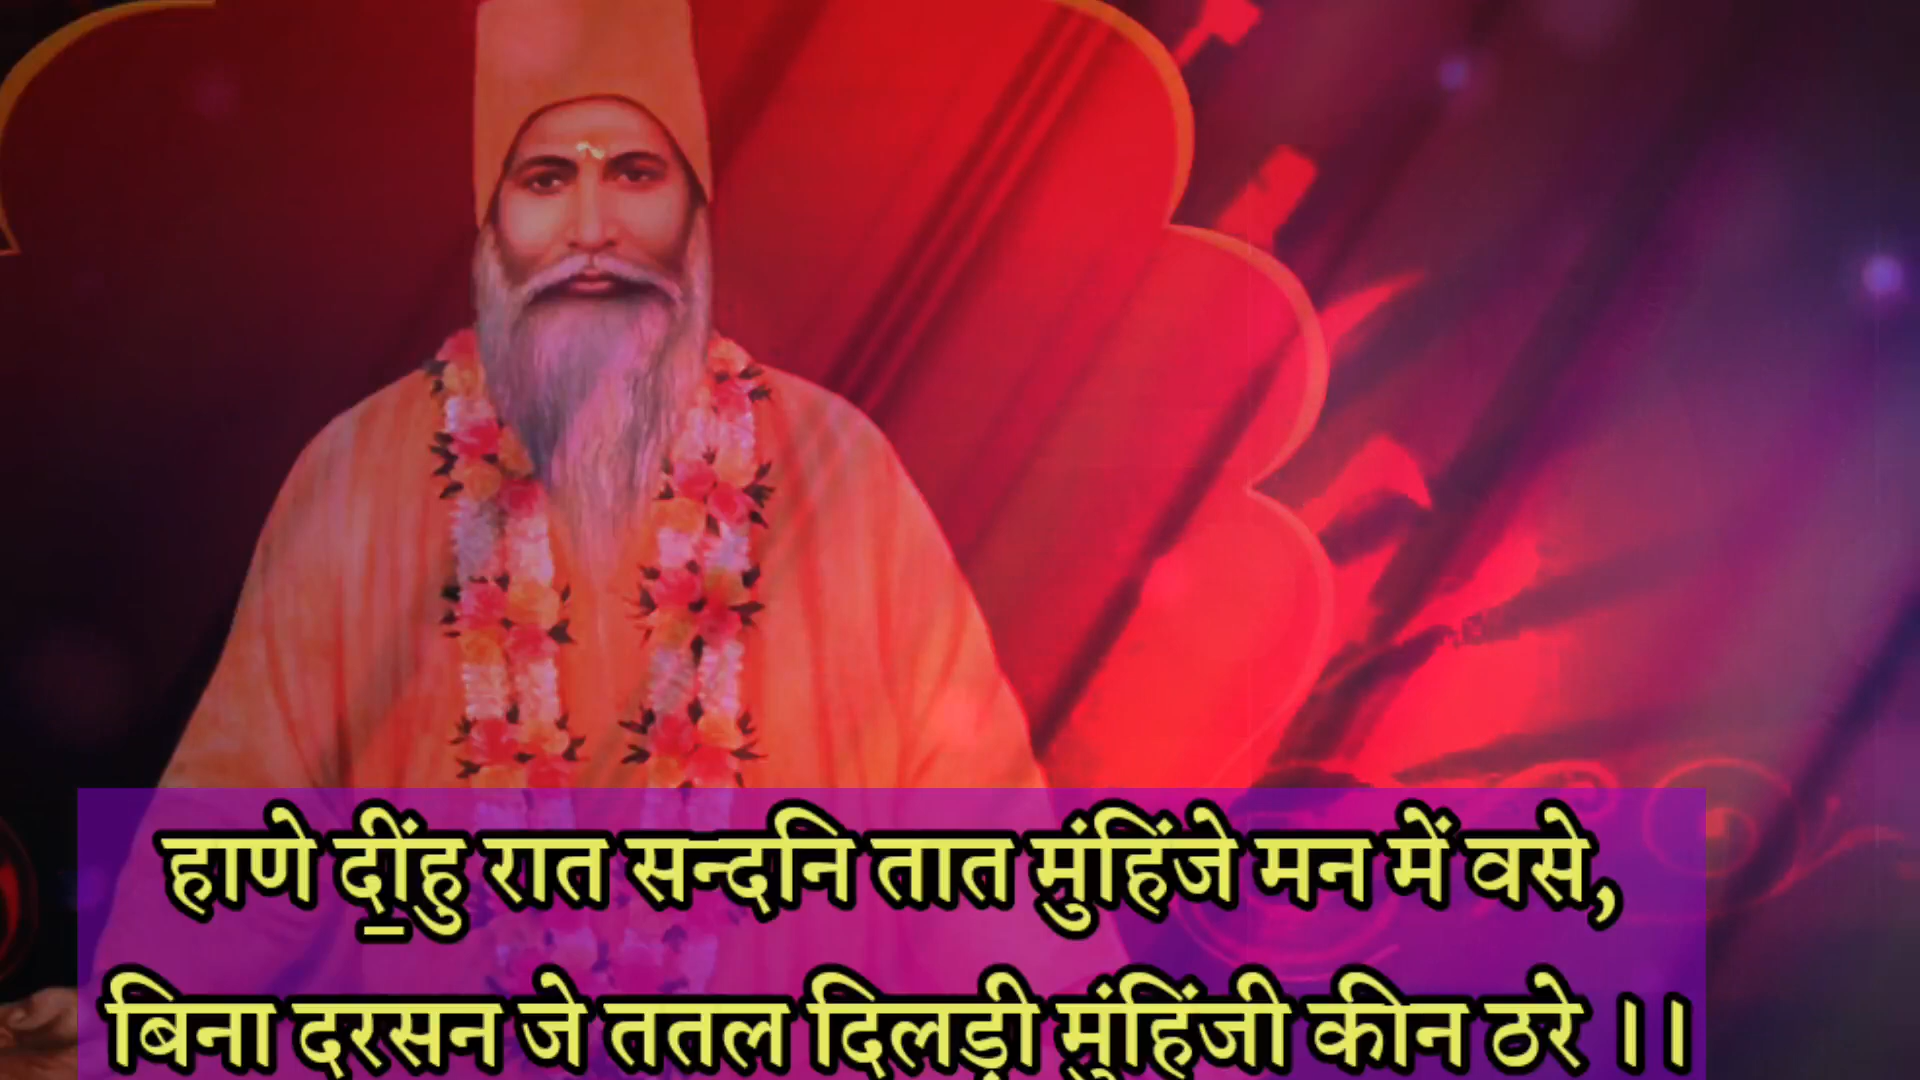 हाणे दॖींहु रात सन्दनि तात मुंहिंजे मन में वसे,
बिना दरसन जे ततल दिलड़ी मुंहिंजी कीन ठरे ।।